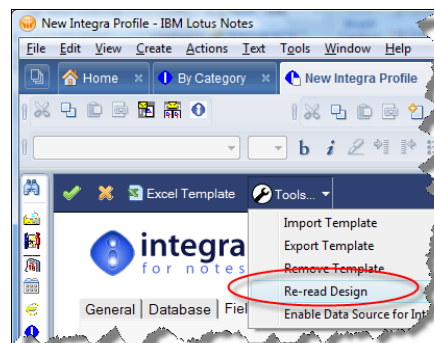 New Integra Profile - IBM Lotus Notes
File Edit View Create Actions Text Tools Window Help
Home By Category New Integra Profile
b i
Excel Template Tools...
Import Template
Export Template
Remove Template
Re-read Design
Enable Data Source for Int
integra
for notes
General Database Fiel